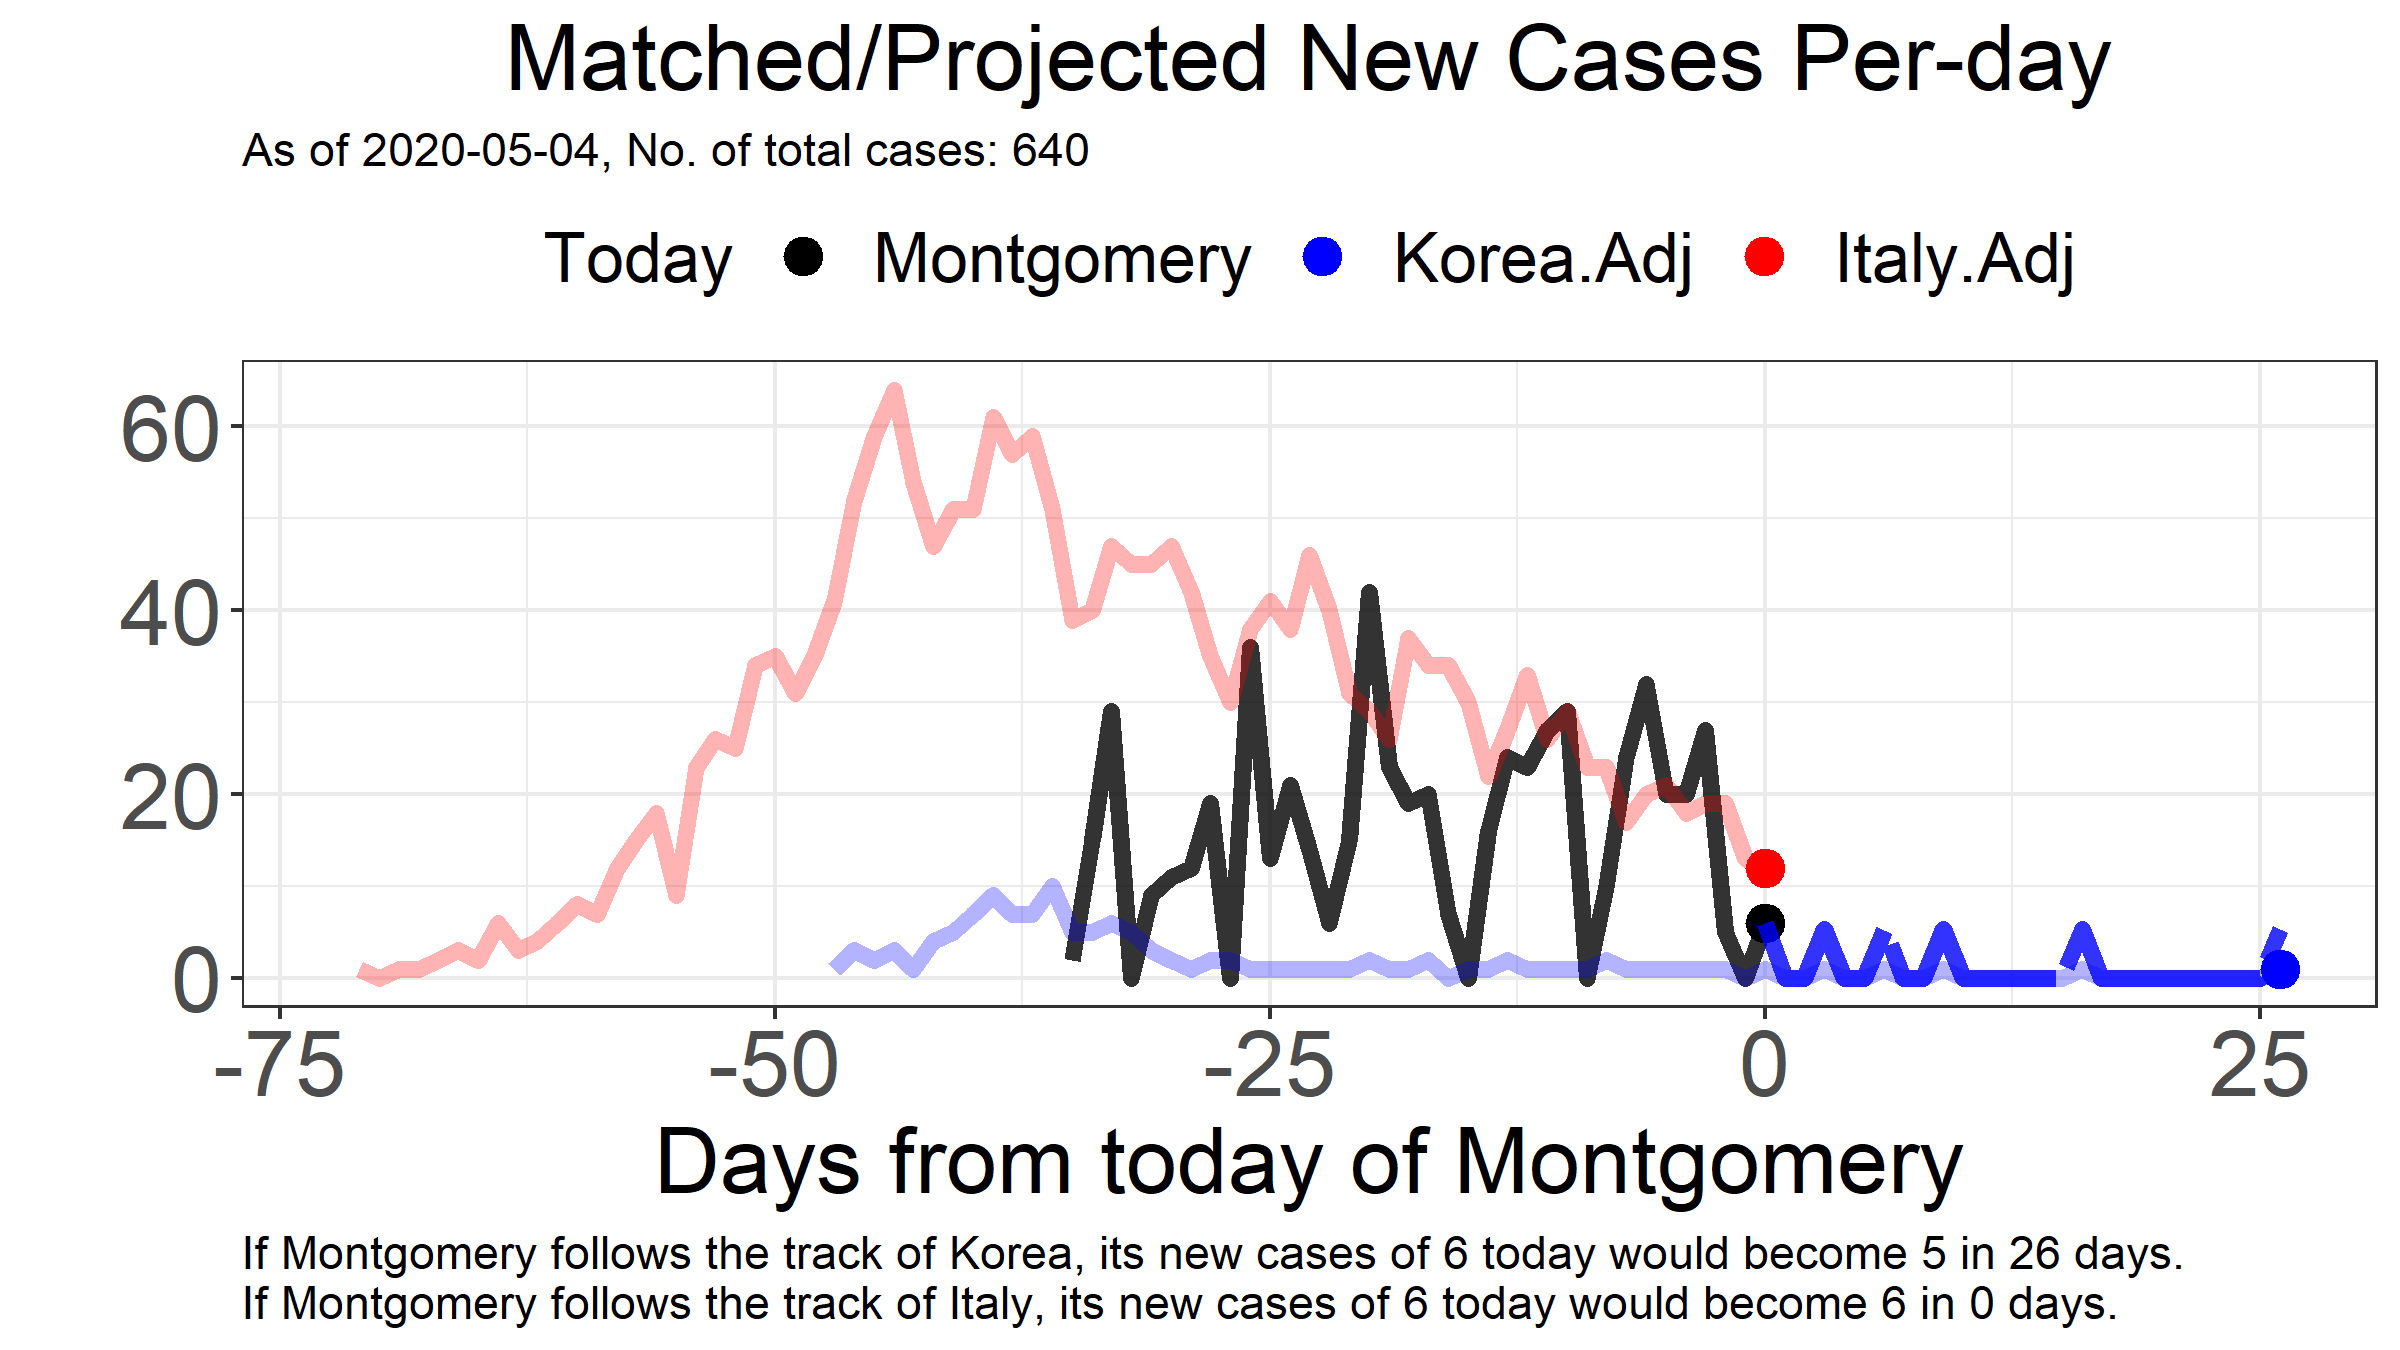 Matched/Projected New Cases Per-day
As of 2020-05-04, No. of total cases: 640
Today Montgomery Korea.Adj Italy.Adj
60
40
20
0
-75 -50 -25 0 25
Days from today of Montgomery
If Montgomery follows the track of Korea, its new cases of 6 today would become 5 in 26 days.
If Montgomery follows the track of Italy, its new cases of 6 today would become 6 in 0 days.